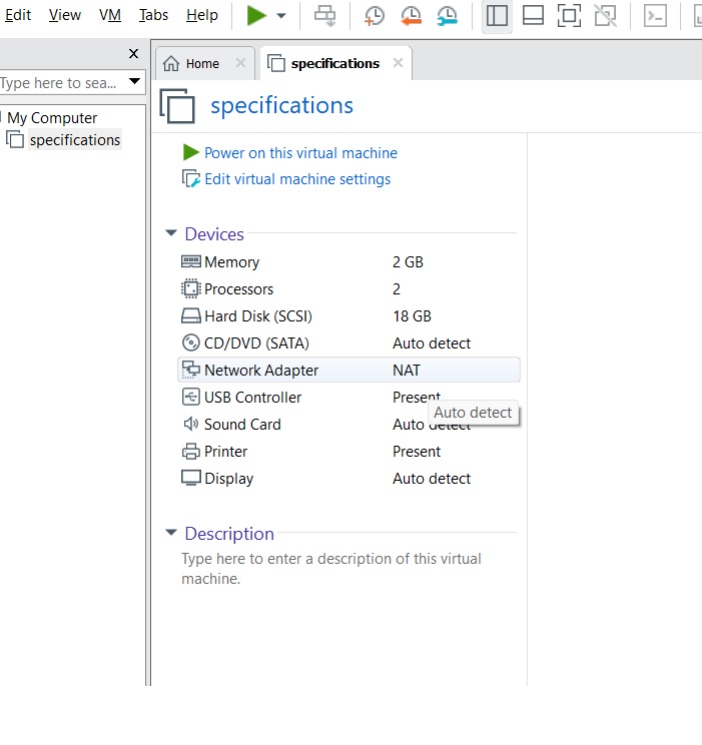 Edit View VM Tabs Help
Home specifications
Type here to sea...
specifications
My Computer
specifications
Power on this virtual machine
Edit virtual machine settings
Devices
Memory 2 GB
Processors 2
Hard Disk (SCSI) 18 GB
CD/DVD (SATA) Auto detect
Network Adapter NAT
USB Controller Present
Auto detect
Sound Card Auto detect
Printer Present
Display Auto detect
Description
Type here to enter a description of this virtual
machine.